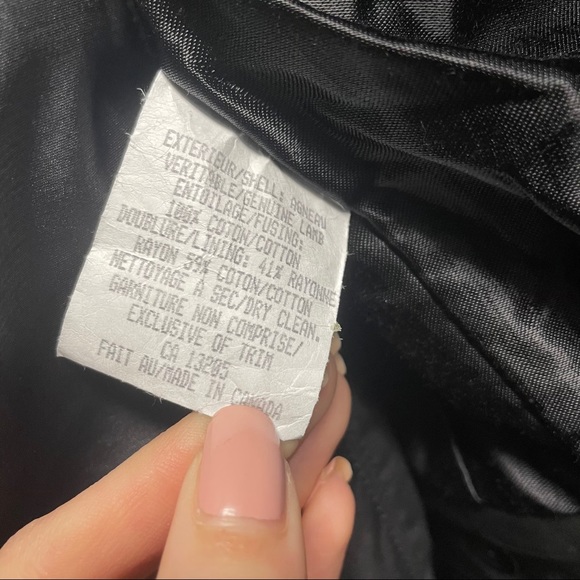 EXTERIEUR/SHELL: AGNEAU
VERITABLE/GENUINE LAMB
ENTOILAGE/FUSING:
100% COTON/COTTON
DOUBLURE/LINING: 41% RAYONNE/
RAYON 59% COTON/COTTON
NETTOYAGE À SEC/DRY CLEAN.
GARNITURE NON COMPRISE/
EXCLUSIVE OF TRIM
CA 13205
FAIT AU/MADE IN CANADA